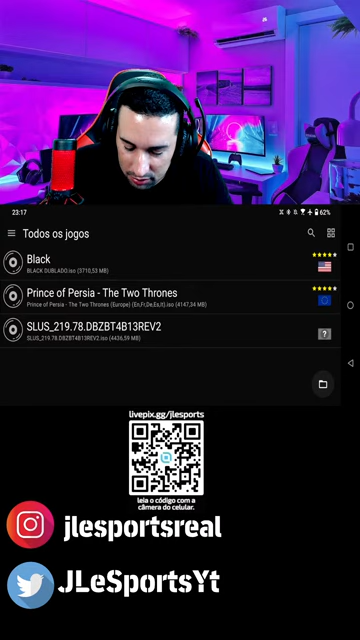 23:17
62%
Todos os jogos
Black
BLACK DUBLADO.iso (3710,53 MB)
Prince of Persia - The Two Thrones
Prince of Persia - The Two Thrones (Europe) (En,Fr,De,Es,It).iso (4147,34 MB)
SLUS_219.78.DBZBT4B13REV2
SLUS_219.78.DBZBT4B13REV2.iso (4436,59 MB)
?
livepix.gg/jlesports
leia o código com a
câmera do celular.
jlesportsreal
JLeSportsYt